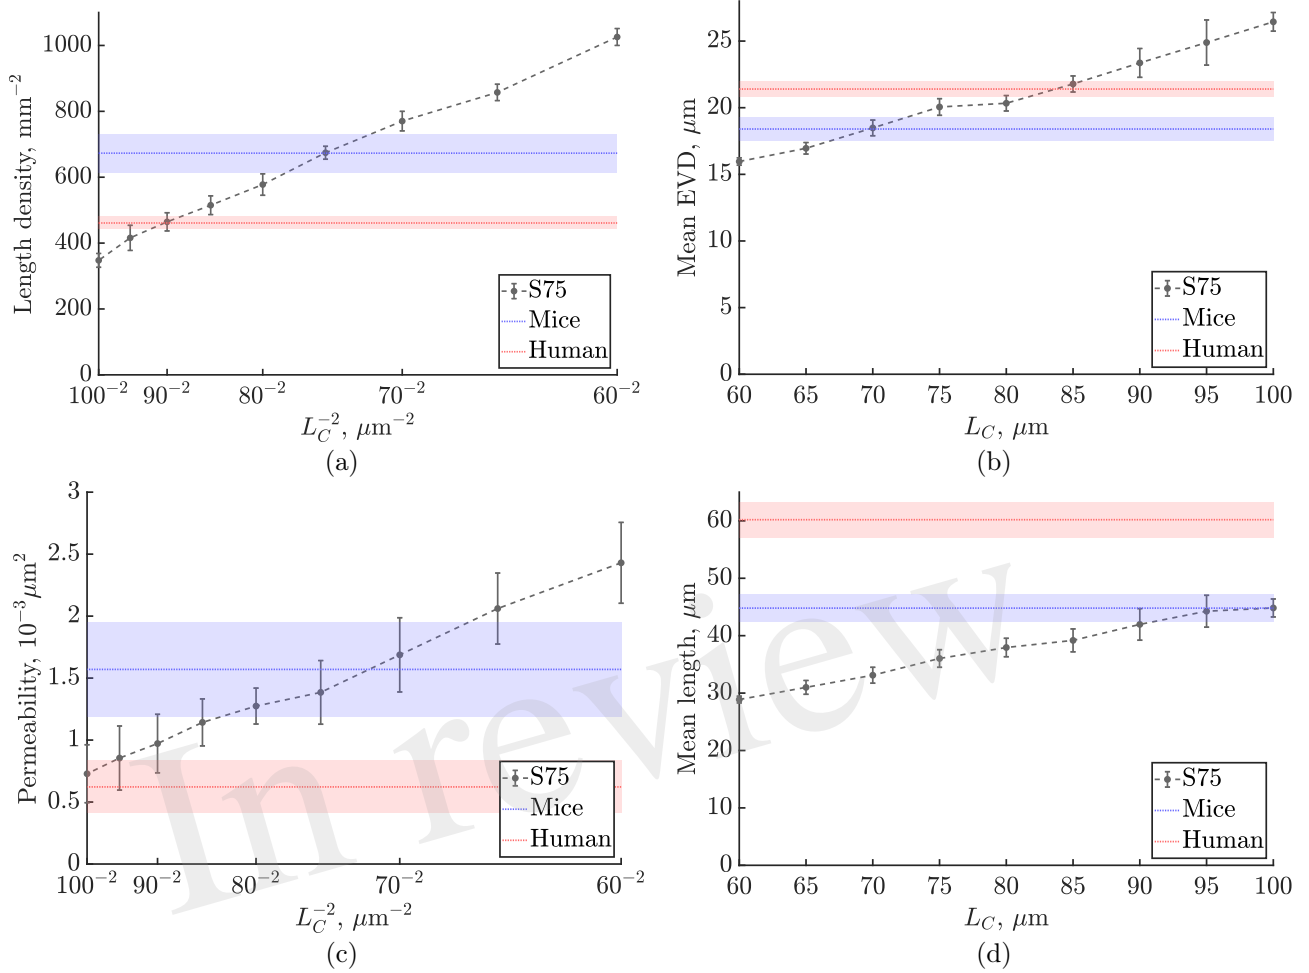 1000
800
600
400
200
0
Length density, mm⁻²
100⁻² 90⁻² 80⁻² 70⁻² 60⁻²
L_C⁻², μm⁻²
S75
Mice
Human
(a)
25
20
15
10
5
0
Mean EVD, μm
60 65 70 75 80 85 90 95 100
L_C, μm
S75
Mice
Human
(b)
3
2.5
2
1.5
1
0.5
0
Permeability, 10⁻³μm²
100⁻² 90⁻² 80⁻² 70⁻² 60⁻²
L_C⁻², μm⁻²
S75
Mice
Human
(c)
60
50
40
30
20
10
0
Mean length, μm
60 65 70 75 80 85 90 95 100
L_C, μm
S75
Mice
Human
(d)
In review